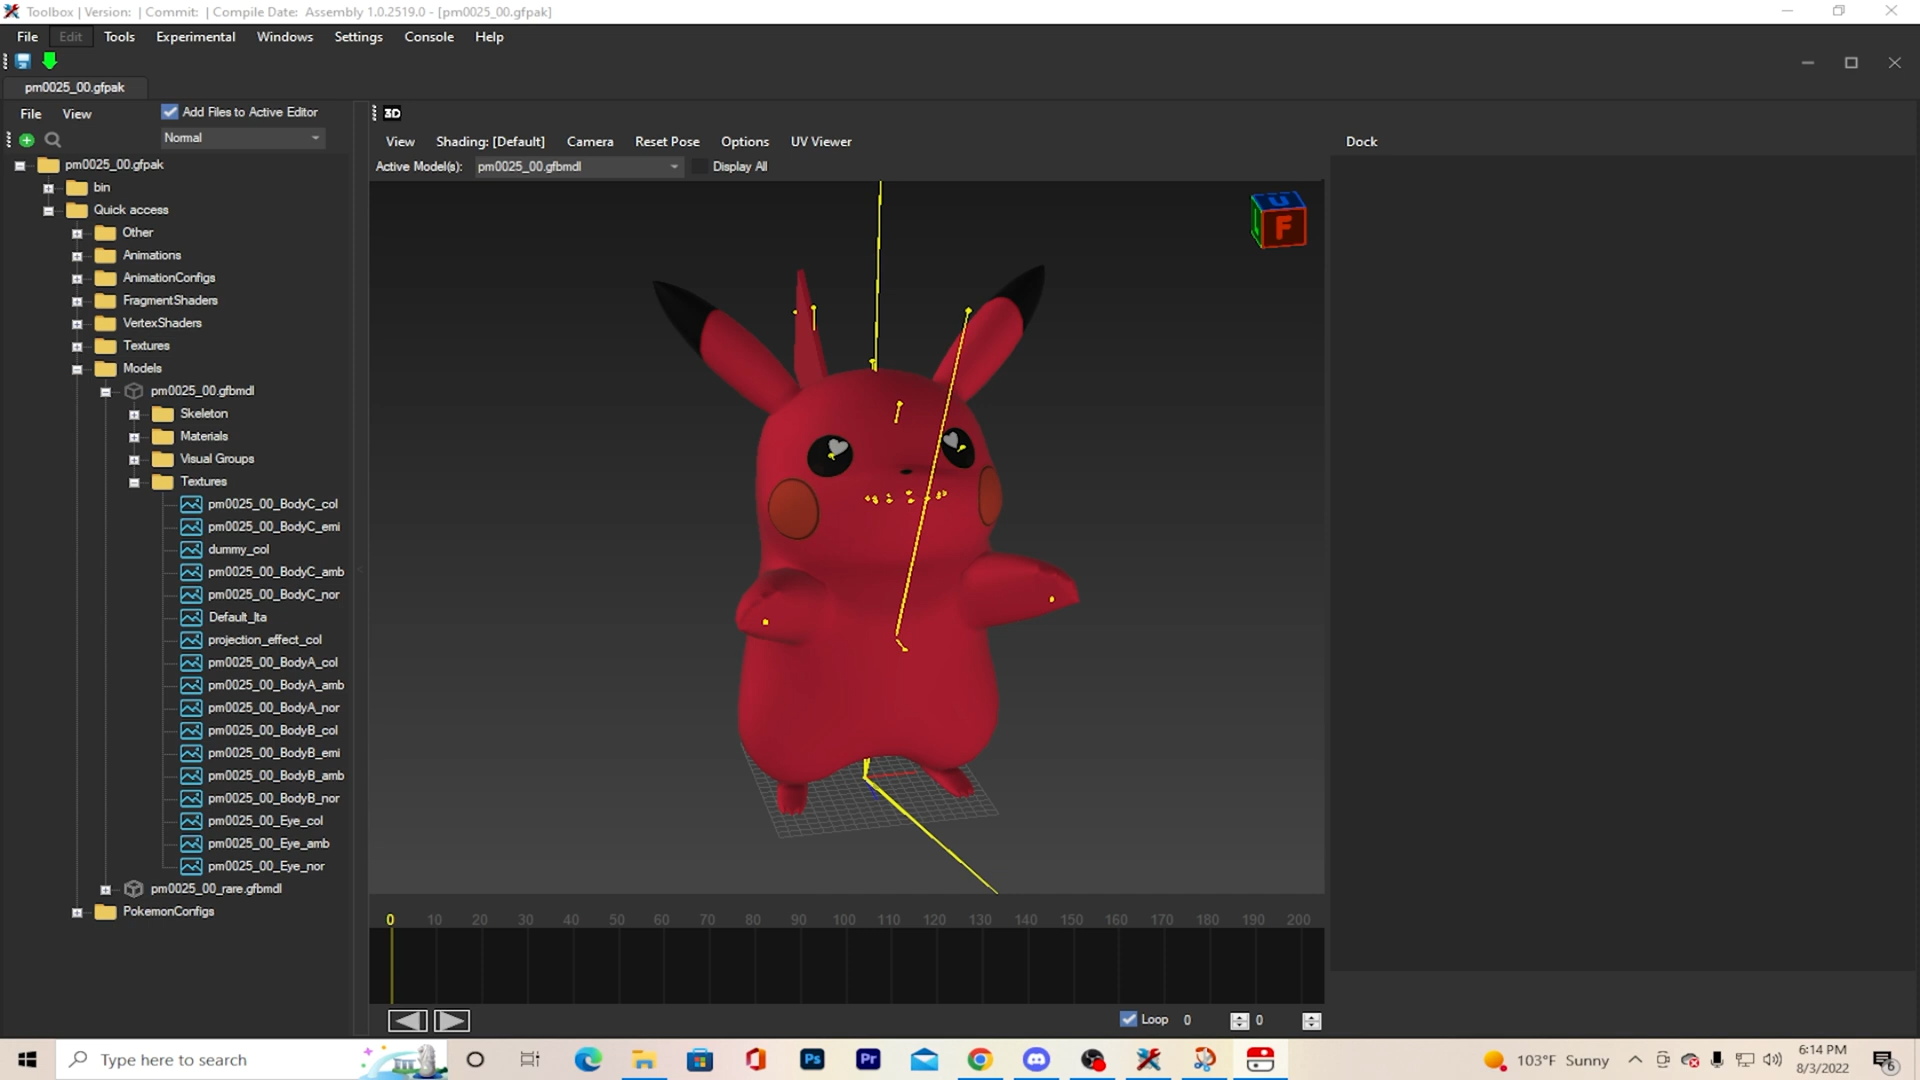 Toolbox | Version: | Commit: | Compile Date: Assembly 1.0.2519.0 - [pm0025_00.gfpak]
File Edit Tools Experimental Windows Settings Console Help
pm0025_00.gfpak
File View Add Files to Active Editor
Normal
pm0025_00.gfpak
bin
Quick access
Other
Animations
AnimationConfigs
FragmentShaders
VertexShaders
Textures
Models
pm0025_00.gfbmdl
Skeleton
Materials
Visual Groups
Textures
pm0025_00_BodyC_col
pm0025_00_BodyC_emi
dummy_col
pm0025_00_BodyC_amb
pm0025_00_BodyC_nor
Default_lta
projection_effect_col
pm0025_00_BodyA_col
pm0025_00_BodyA_amb
pm0025_00_BodyA_nor
pm0025_00_BodyB_col
pm0025_00_BodyB_emi
pm0025_00_BodyB_amb
pm0025_00_BodyB_nor
pm0025_00_Eye_col
pm0025_00_Eye_amb
pm0025_00_Eye_nor
pm0025_00_rare.gfbmdl
PokemonConfigs
3D
View Shading: [Default] Camera Reset Pose Options UV Viewer
Active Model(s): pm0025_00.gfbmdl Display All
U
F
0 10 20 30 40 50 60 70 80 90 100 110 120 130 140 150 160 170 180 190 200
Loop 0 0
Dock
Type here to search
Ps
Pr
103°F Sunny
6:14 PM
8/3/2022
6